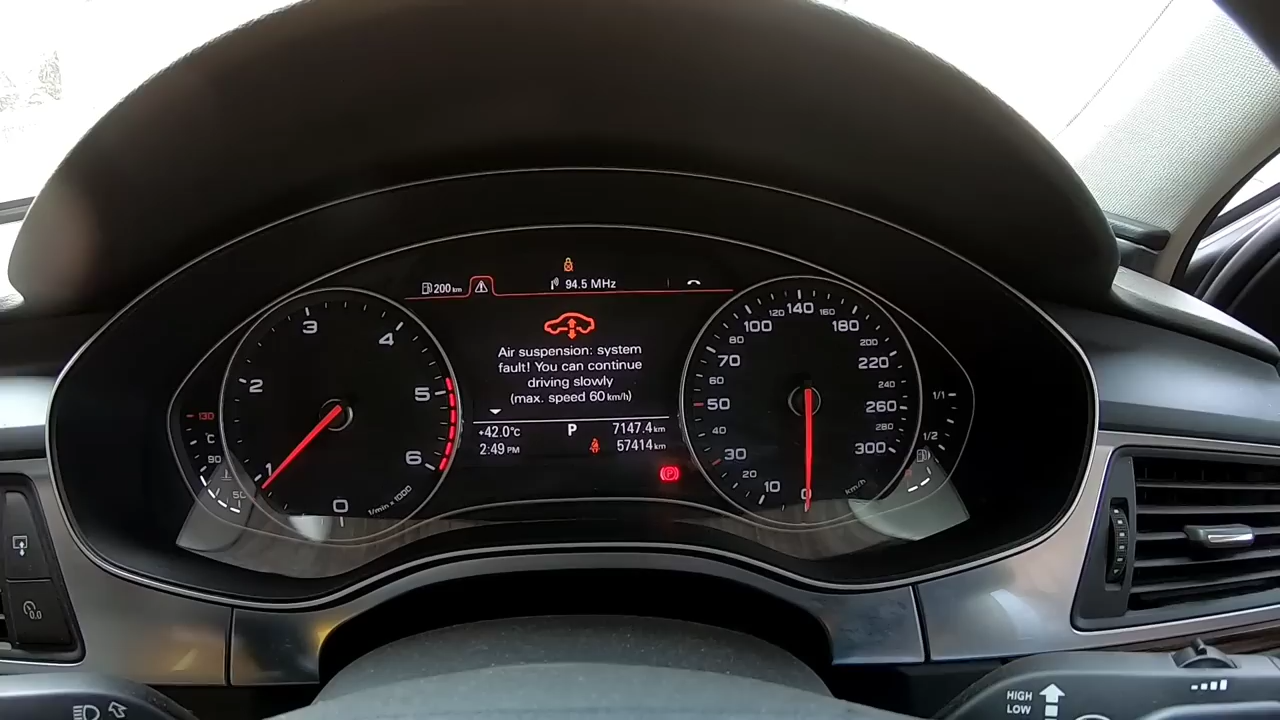 200 km
94.5 MHz
Air suspension: system
fault! You can continue
driving slowly
(max. speed 60 km/h)
+42.0°C
P
7147.4 km
2:49 PM
57414 km
0
1
2
3
4
5
6
1/min x 1000
130
°C
90
50
0
10
20
30
40
50
60
70
80
100
120
140
160
180
200
220
240
260
280
300
km/h
1/1
1/2
(P)
0.0
HIGH
LOW